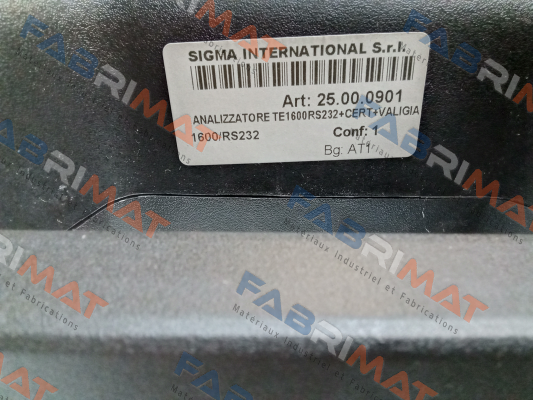 SIGMA INTERNATIONAL S.r.l.
Art: 25.00.0901
ANALIZZATORE TE1600RS232+CERT+VALIGIA
1600/RS232
Conf: 1
Bg: AT1
FABRIMAT
Materiaux industriel et Fabrications